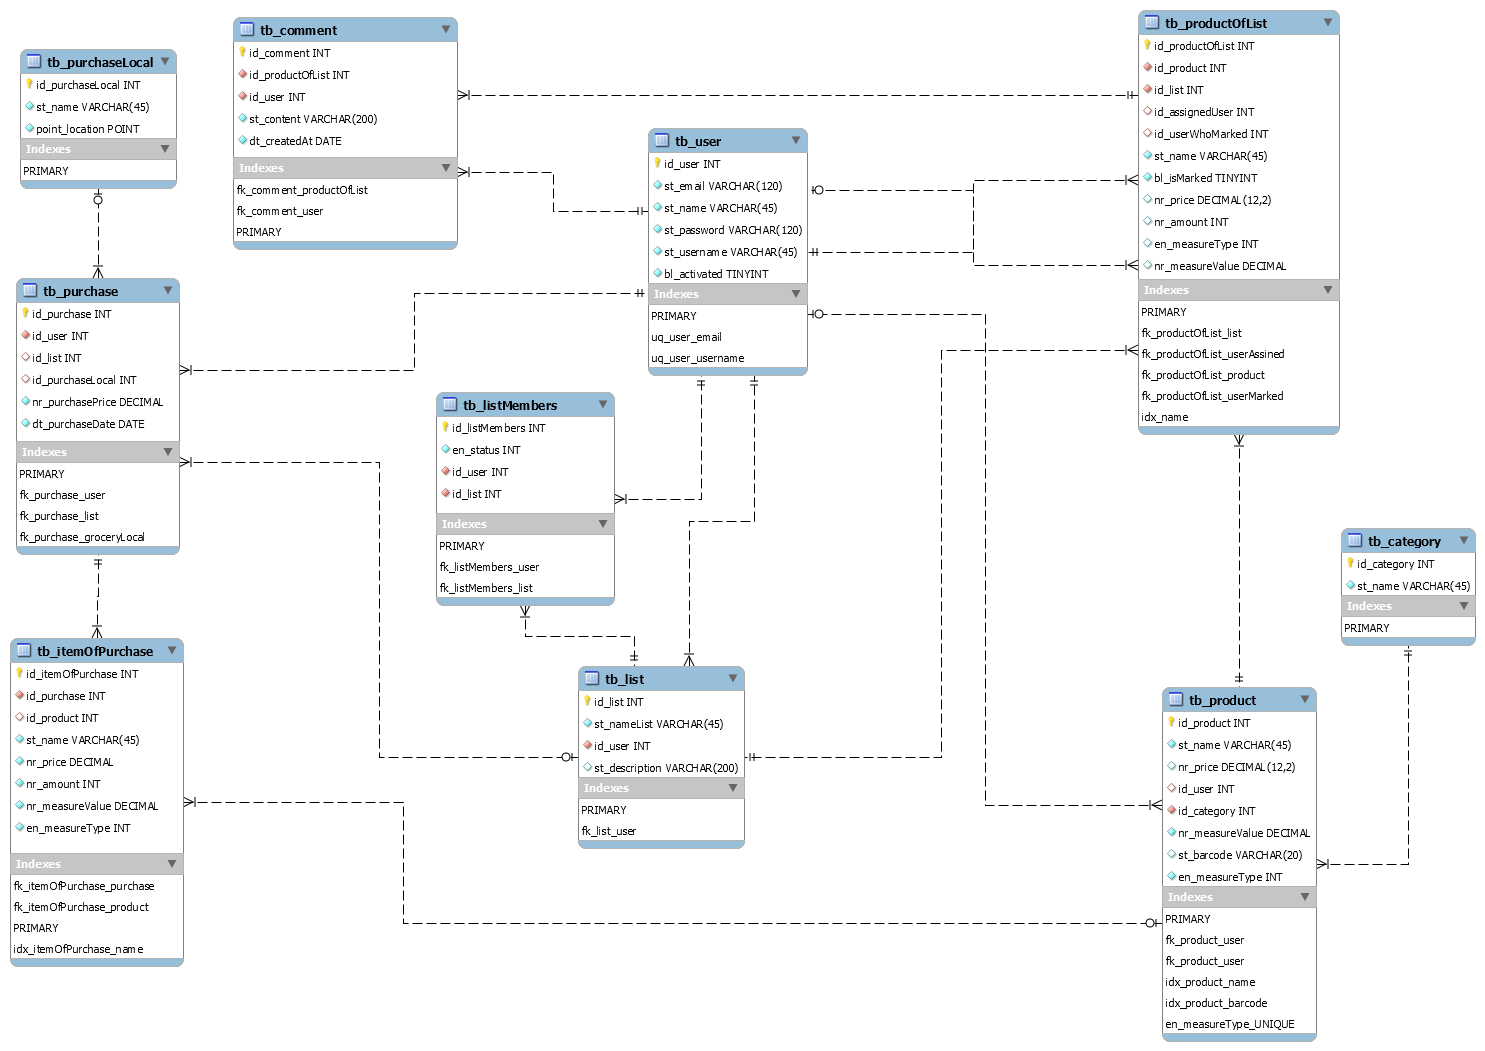 tb_purchaseLocal
id_purchaseLocal INT
st_name VARCHAR(45)
point_location POINT
Indexes
PRIMARY
tb_comment
id_comment INT
id_productOfList INT
id_user INT
st_content VARCHAR(200)
dt_createdAt DATE
Indexes
fk_comment_productOfList
fk_comment_user
PRIMARY
tb_user
id_user INT
st_email VARCHAR(120)
st_name VARCHAR(45)
st_password VARCHAR(120)
st_username VARCHAR(45)
bl_activated TINYINT
Indexes
PRIMARY
uq_user_email
uq_user_username
tb_productOfList
id_productOfList INT
id_product INT
id_list INT
id_assignedUser INT
id_userWhoMarked INT
st_name VARCHAR(45)
bl_isMarked TINYINT
nr_price DECIMAL(12,2)
nr_amount INT
en_measureType INT
nr_measureValue DECIMAL
Indexes
PRIMARY
fk_productOfList_list
fk_productOfList_userAssined
fk_productOfList_product
fk_productOfList_userMarked
idx_name
tb_purchase
id_purchase INT
id_user INT
id_list INT
id_purchaseLocal INT
nr_purchasePrice DECIMAL
dt_purchaseDate DATE
Indexes
PRIMARY
fk_purchase_user
fk_purchase_list
fk_purchase_groceryLocal
tb_listMembers
id_listMembers INT
en_status INT
id_user INT
id_list INT
Indexes
PRIMARY
fk_listMembers_user
fk_listMembers_list
tb_category
id_category INT
st_name VARCHAR(45)
Indexes
PRIMARY
tb_itemOfPurchase
id_itemOfPurchase INT
id_purchase INT
id_product INT
st_name VARCHAR(45)
nr_price DECIMAL
nr_amount INT
nr_measureValue DECIMAL
en_measureType INT
Indexes
fk_itemOfPurchase_purchase
fk_itemOfPurchase_product
PRIMARY
idx_itemOfPurchase_name
tb_list
id_list INT
st_nameList VARCHAR(45)
id_user INT
st_description VARCHAR(200)
Indexes
PRIMARY
fk_list_user
tb_product
id_product INT
st_name VARCHAR(45)
nr_price DECIMAL(12,2)
id_user INT
id_category INT
nr_measureValue DECIMAL
st_barcode VARCHAR(20)
en_measureType INT
Indexes
PRIMARY
fk_product_user
fk_product_user
idx_product_name
idx_product_barcode
en_measureType_UNIQUE